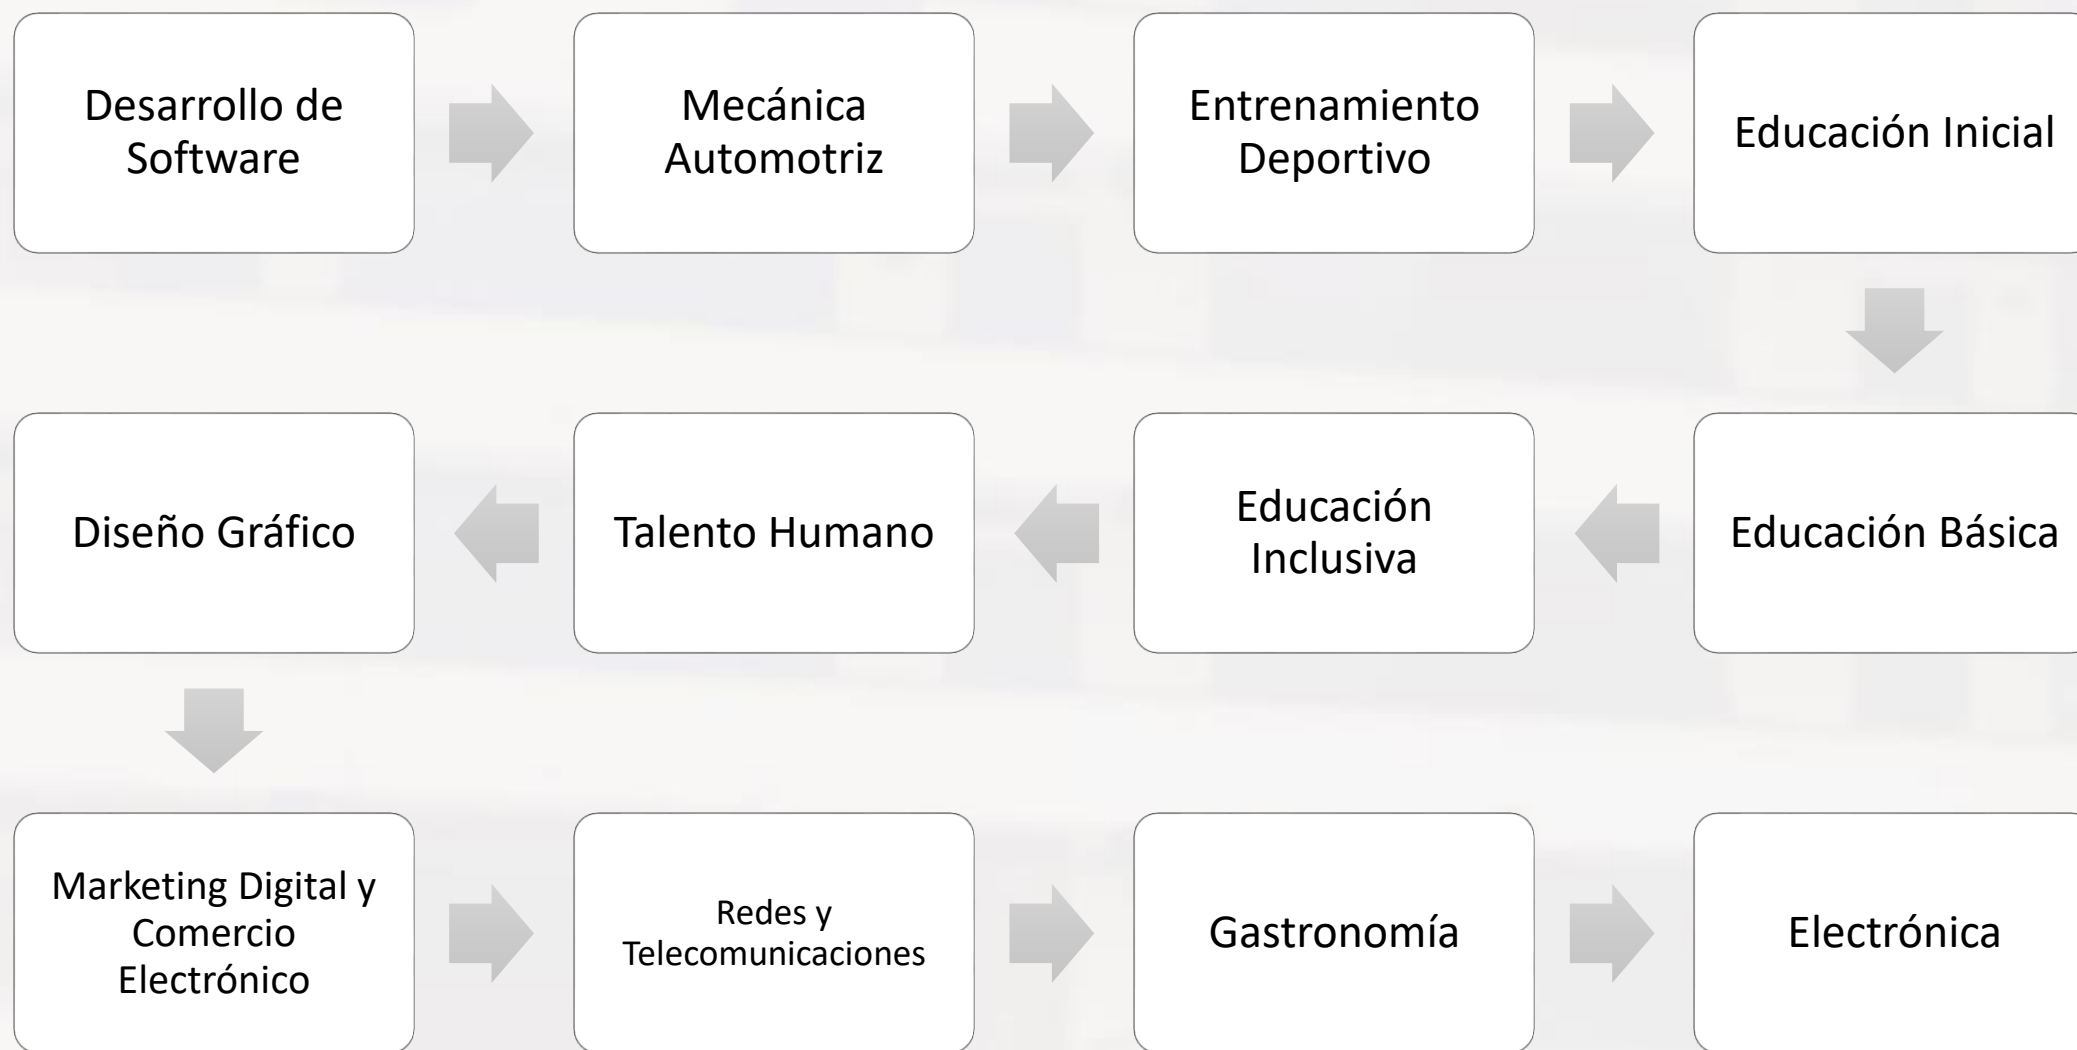 Desarrollo de
Software
Mecánica
Automotriz
Entrenamiento
Deportivo
Educación Inicial
Educación Básica
Educación
Inclusiva
Talento Humano
Diseño Gráfico
Marketing Digital y
Comercio
Electrónico
Redes y
Telecomunicaciones
Gastronomía
Electrónica